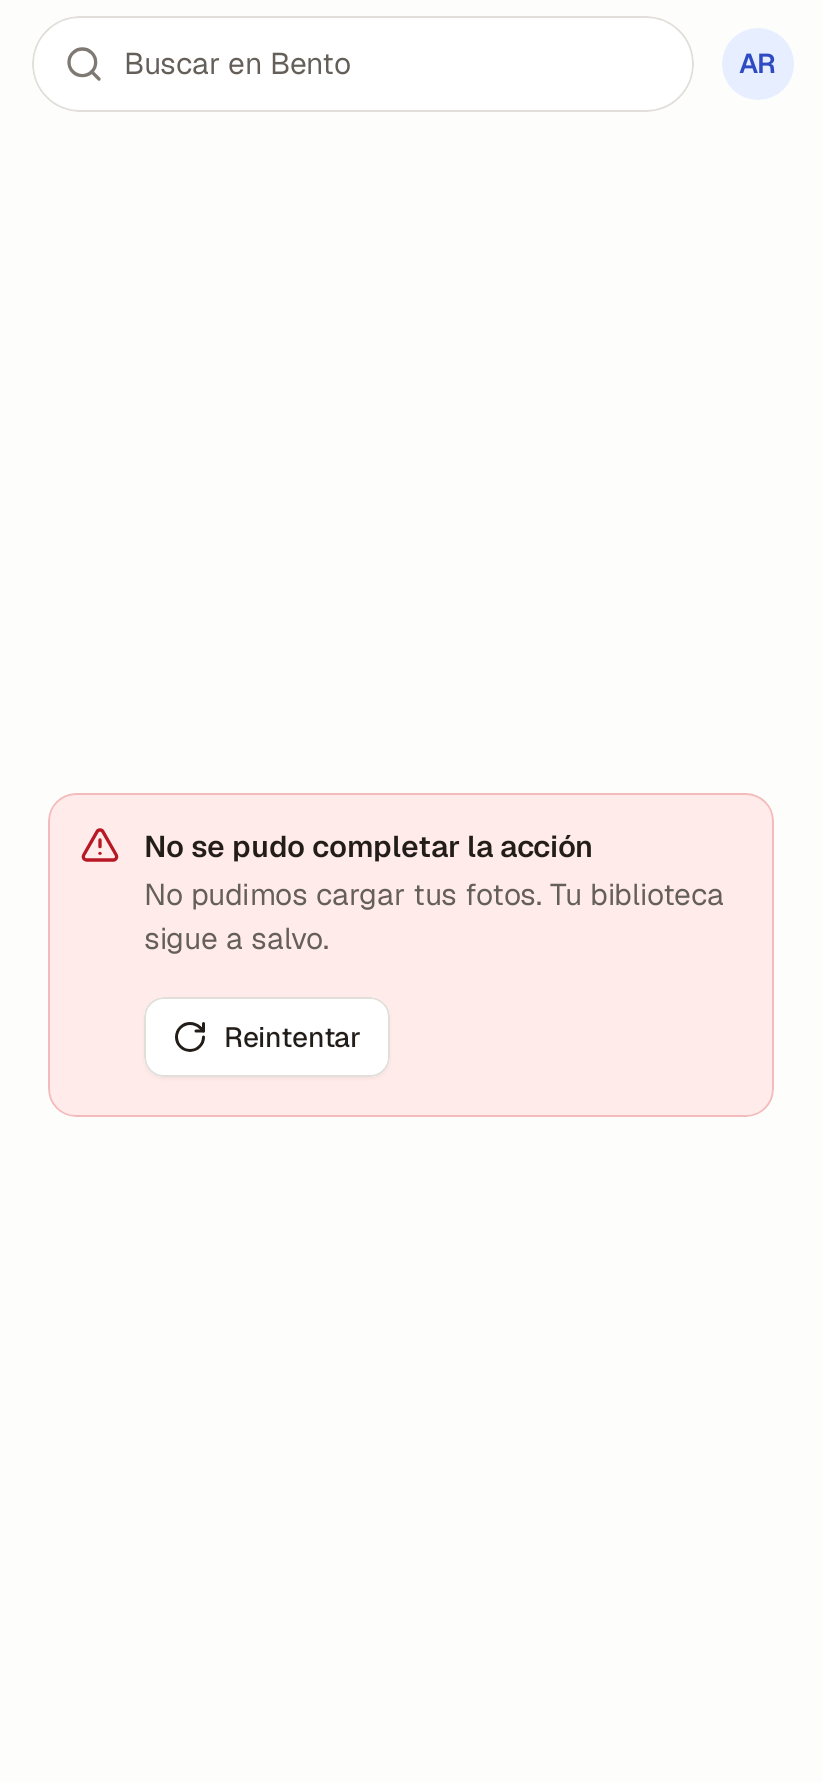 Buscar en Bento
AR
No se pudo completar la acción
No pudimos cargar tus fotos. Tu biblioteca
sigue a salvo.
Reintentar